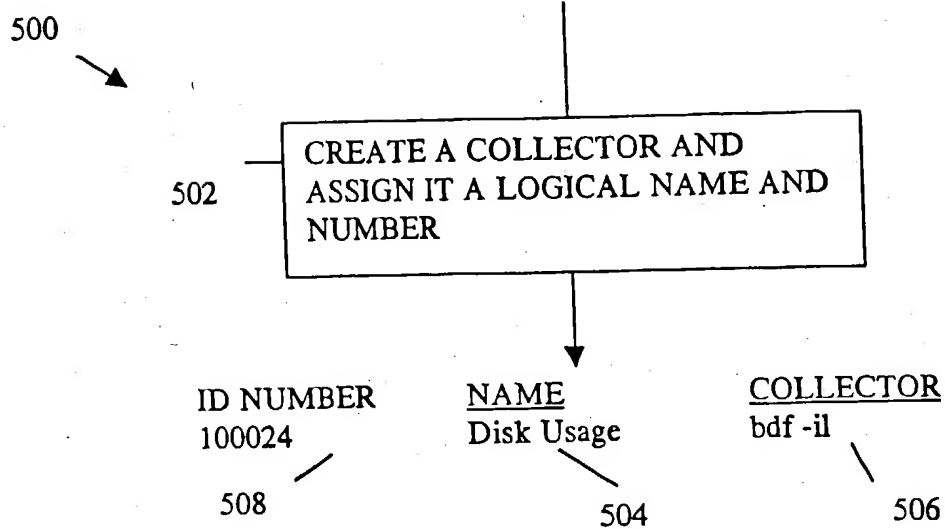 500
CREATE A COLLECTOR AND
ASSIGN IT A LOGICAL NAME AND
NUMBER
502
ID NUMBER NAME COLLECTOR
100024 Disk Usage bdf -il
508 504 506